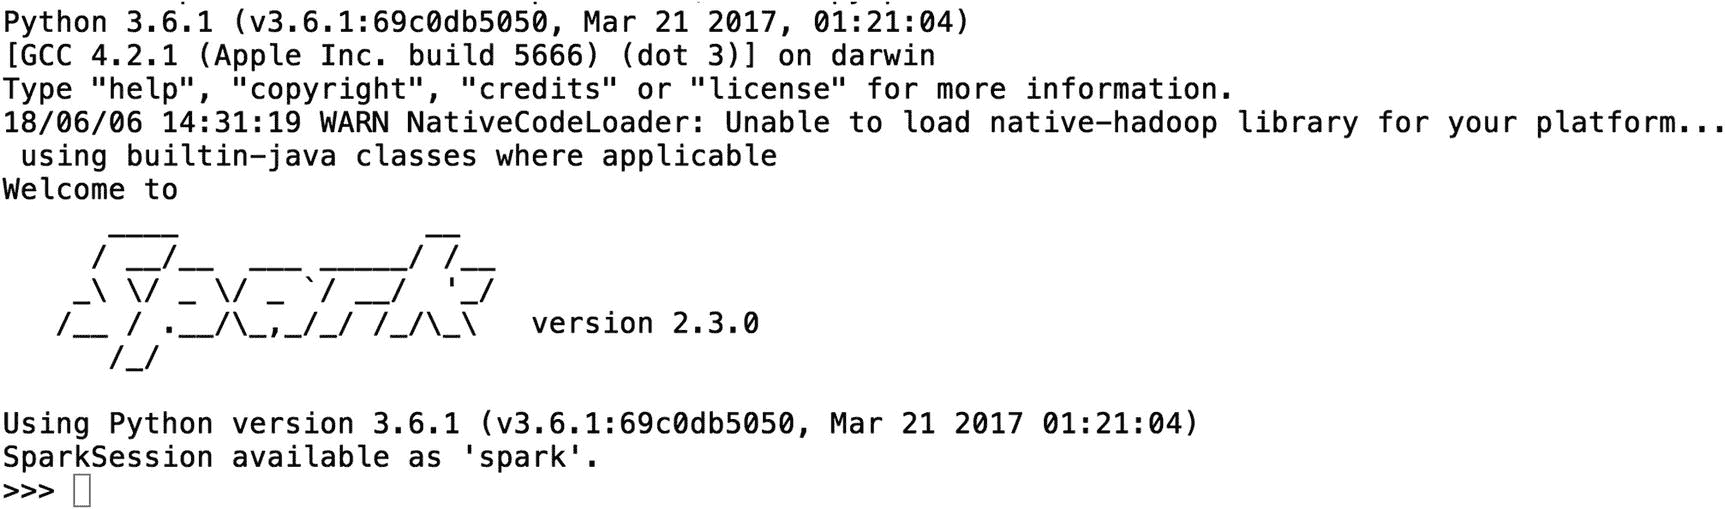 Python 3.6.1 (v3.6.1:69c0db5050, Mar 21 2017, 01:21:04)
[GCC 4.2.1 (Apple Inc. build 5666) (dot 3)] on darwin
Type "help", "copyright", "credits" or "license" for more information.
18/06/06 14:31:19 WARN NativeCodeLoader: Unable to load native-hadoop library for your platform...
 using builtin-java classes where applicable
Welcome to
      ____              __
     / __/__  ___ _____/ /__
    _\ \/ _ \/ _ `/ __/  '_/
   /__ / .__/\_,_/_/ /_/\_\   version 2.3.0
      /_/

Using Python version 3.6.1 (v3.6.1:69c0db5050, Mar 21 2017 01:21:04)
SparkSession available as 'spark'.
>>>